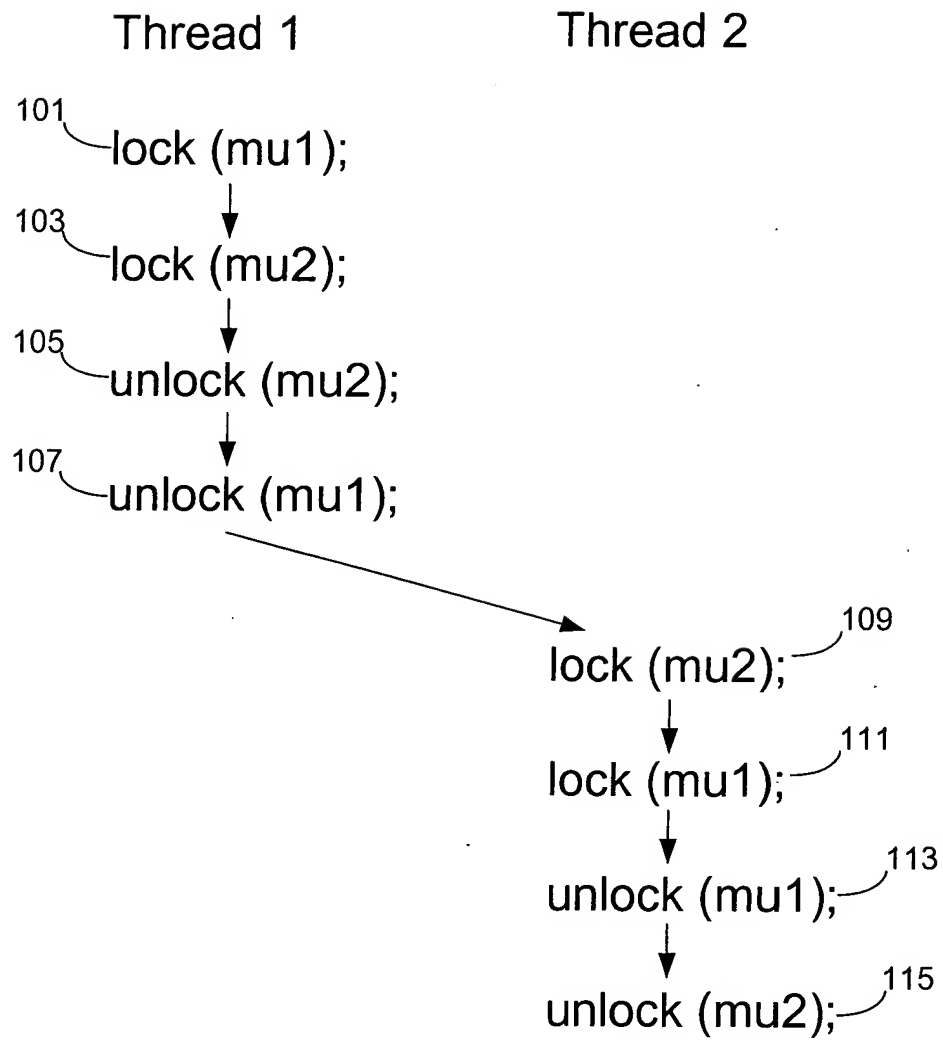 Thread 1
Thread 2
101
lock (mu1);
103
lock (mu2);
105
unlock (mu2);
107
unlock (mu1);
109
lock (mu2);
111
lock (mu1);
113
unlock (mu1);
115
unlock (mu2);